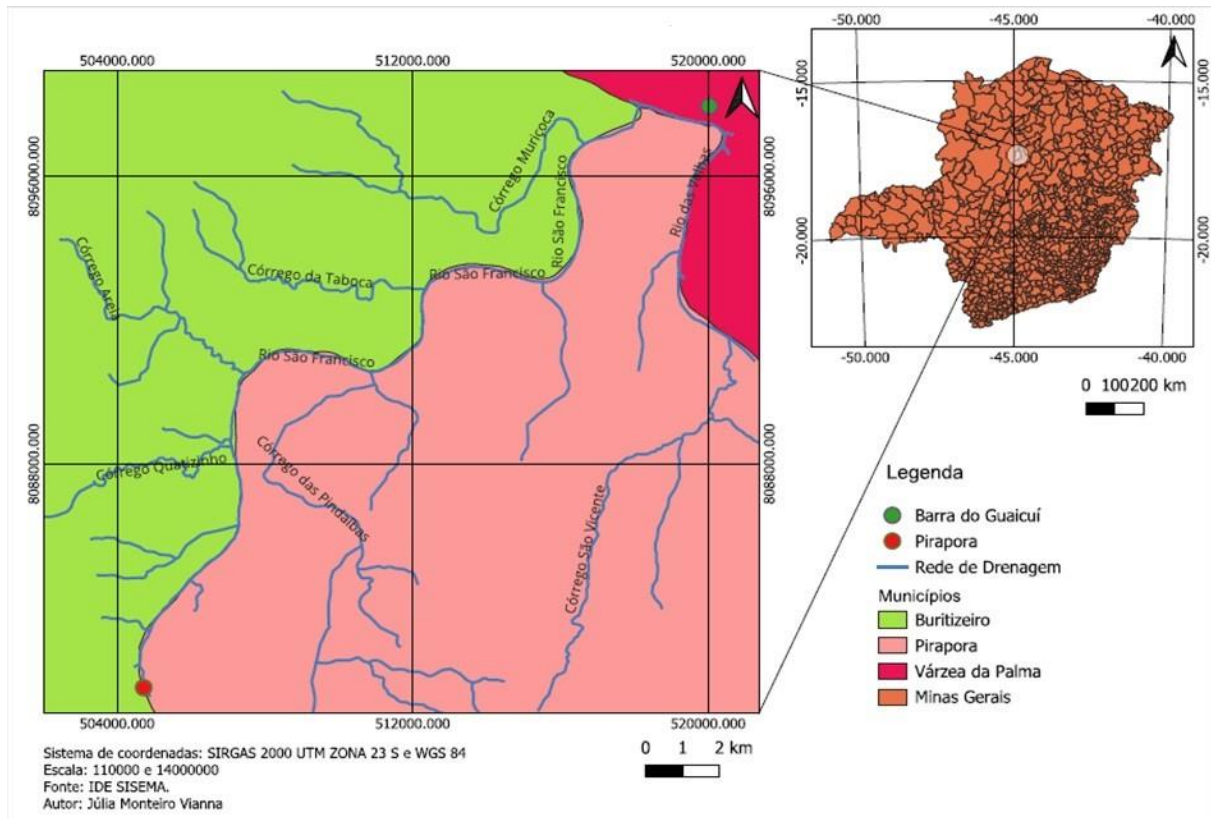 504000.000
512000.000
520000.000
8096000.000
8096000.000
8088000.000
8088000.000
504000.000
512000.000
520000.000
Córrego Muriçoca
Rio São Francisco
Rio das Velhas
Córrego Areia
Córrego da Taboca
Rio São Francisco
Rio São Francisco
Córrego Quatizinho
Córrego das Pindaíbas
Córrego São Vicente
-50.000
-45.000
-40.000
-15.000
-15.000
-20.000
-20.000
-50.000
-45.000
-40.000
0 100200 km
Legenda
Barra do Guaicuí
Pirapora
Rede de Drenagem
Municípios
Buritizeiro
Pirapora
Várzea da Palma
Minas Gerais
0 1 2 km
Sistema de coordenadas: SIRGAS 2000 UTM ZONA 23 S e WGS 84
Escala: 110000 e 14000000
Fonte: IDE SISEMA.
Autor: Júlia Monteiro Vianna